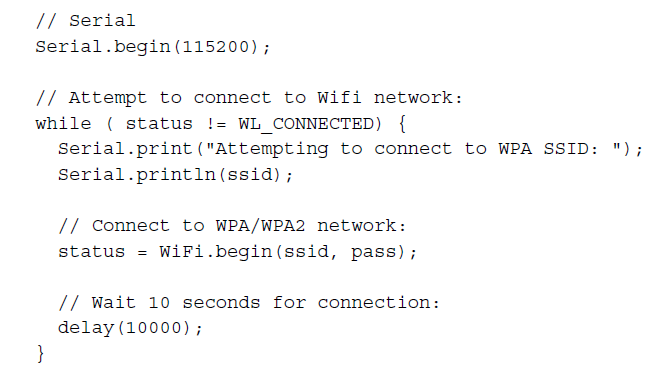 // Serial
Serial.begin(115200);
// Attempt to connect to Wifi network:
while ( status != WL_CONNECTED) {
Serial.print("Attempting to connect to WPA SSID: ");
Serial.println(ssid);
// Connect to WPA/WPA2 network:
status = WiFi.begin(ssid, pass);
// Wait 10 seconds for connection:
delay(10000);
}